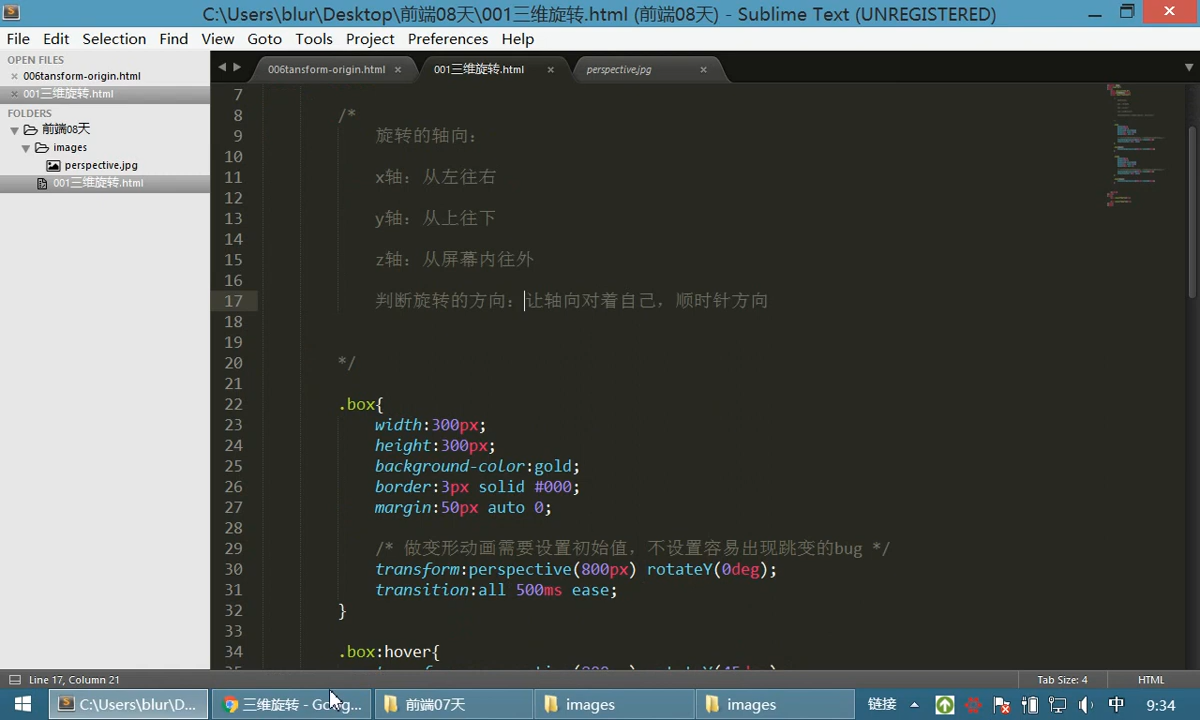 C:\Users\blur\Desktop\前端08天\001三维旋转.html (前端08天) - Sublime Text (UNREGISTERED)
File Edit Selection Find View Goto Tools Project Preferences Help
OPEN FILES
006tansform-origin.html
001三维旋转.html
FOLDERS
前端08天
images
perspective.jpg
001三维旋转.html
006tansform-origin.html 001三维旋转.html perspective.jpg
7
8 /*
9 旋转的轴向：
10
11 x轴：从左往右
12
13 y轴：从上往下
14
15 z轴：从屏幕内往外
16
17 判断旋转的方向：让轴向对着自己，顺时针方向
18
19
20 */
21
22 .box{
23 width:300px;
24 height:300px;
25 background-color:gold;
26 border:3px solid #000;
27 margin:50px auto 0;
28
29 /* 做变形动画需要设置初始值，不设置容易出现跳变的bug */
30 transform:perspective(800px) rotateY(0deg);
31 transition:all 500ms ease;
32 }
33
34 .box:hover{
Line 17, Column 21 Tab Size: 4 HTML
C:\Users\blur\D... 三维旋转 - Goog... 前端07天 images images 链接 中 9:34